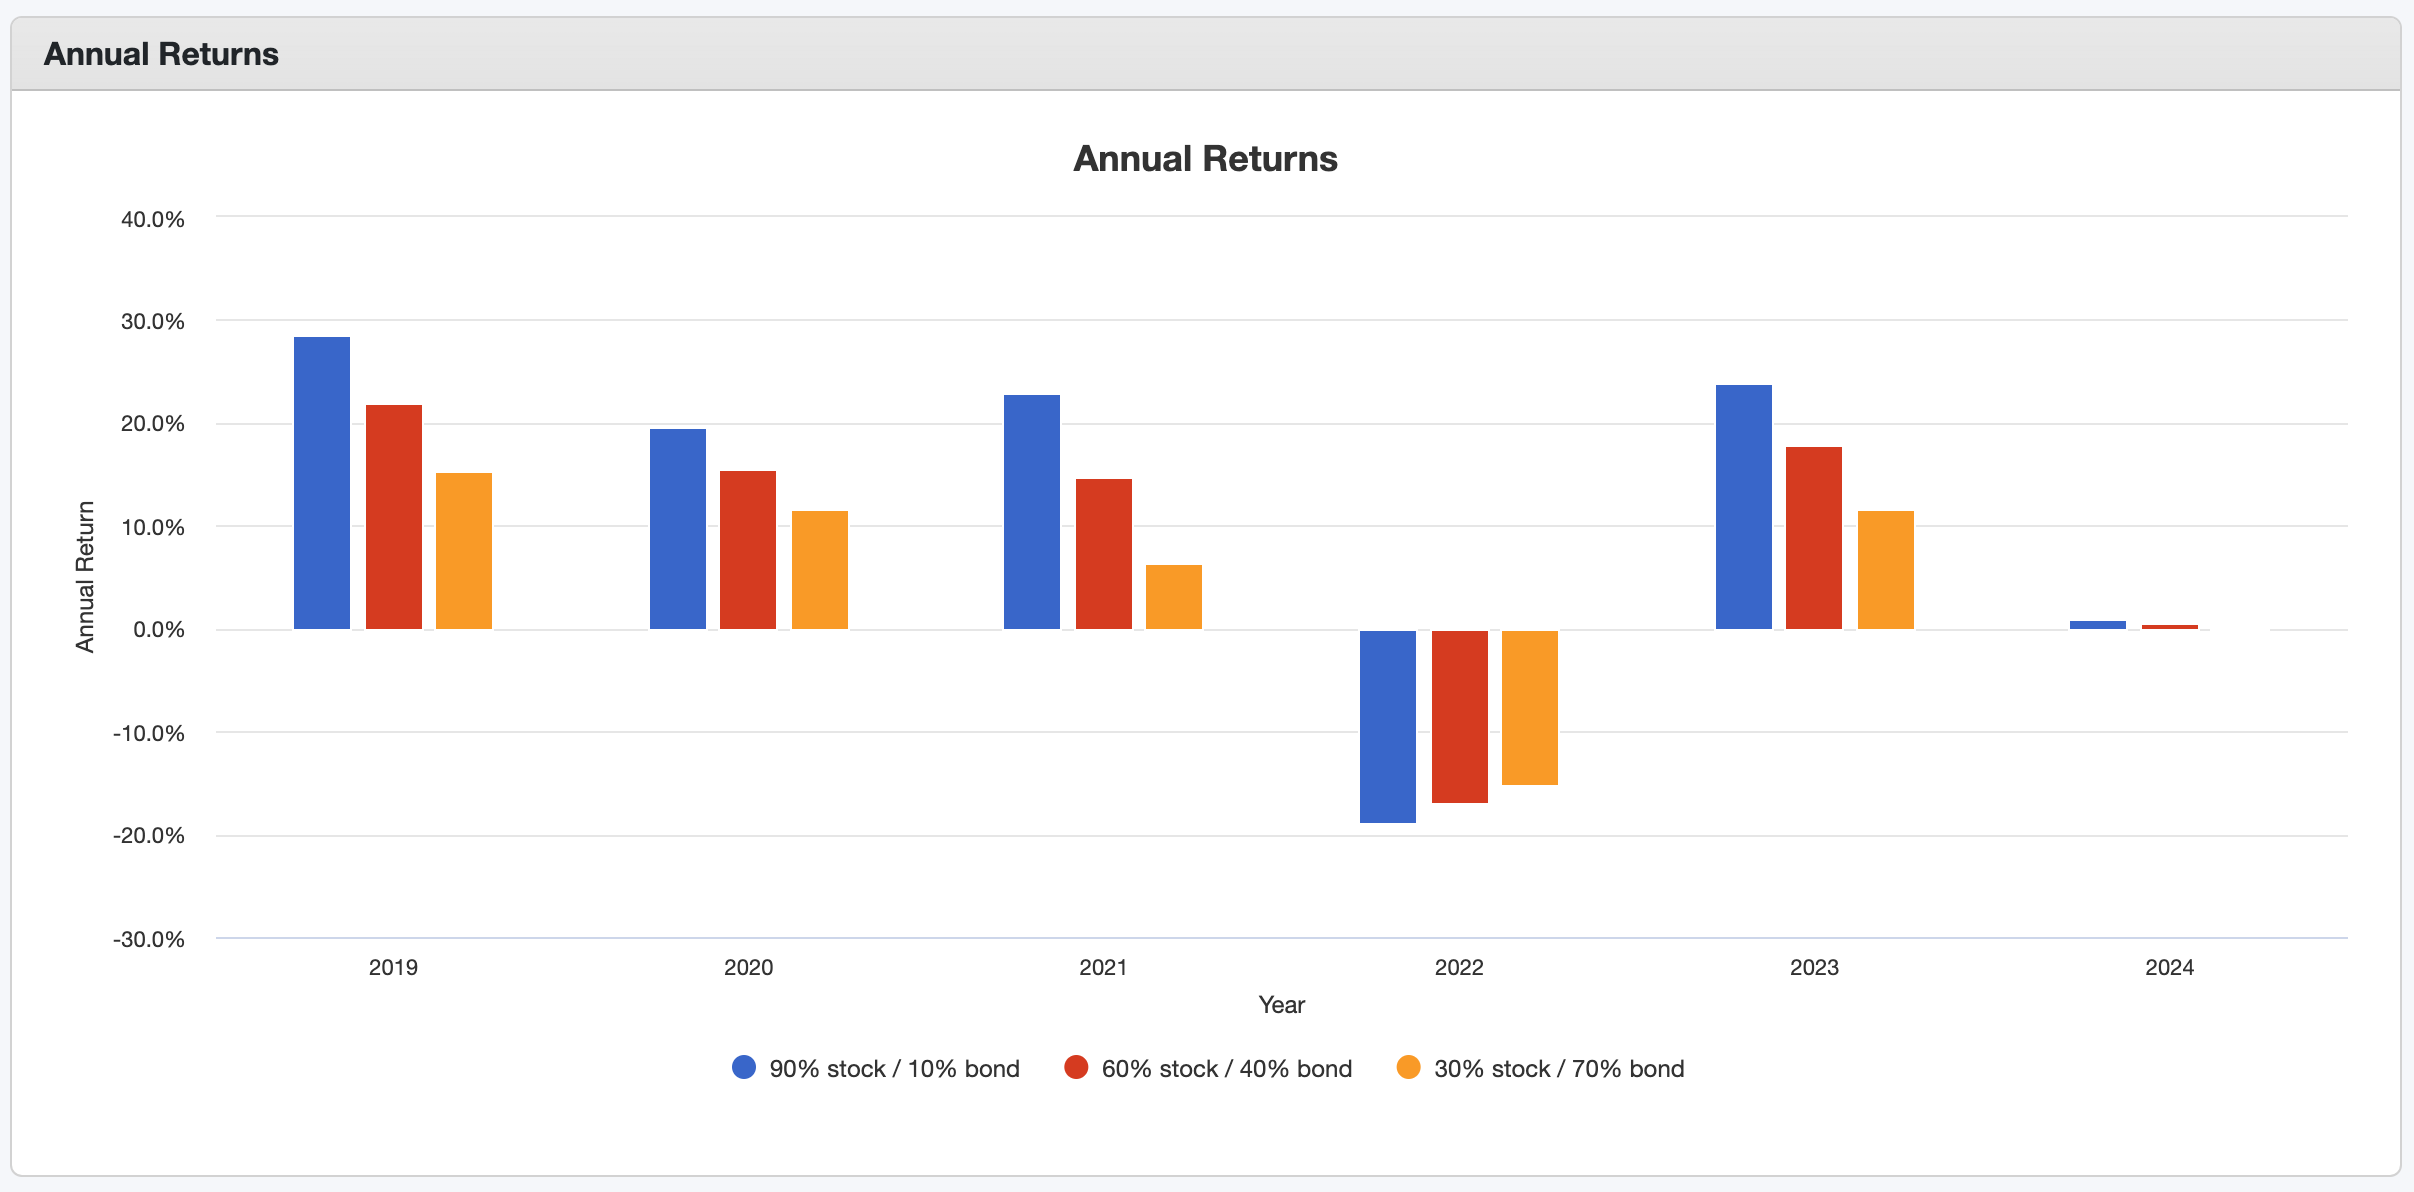 Annual Returns
Annual Returns
40.0%
30.0%
20.0%
10.0%
0.0%
-10.0%
-20.0%
-30.0%
Annual Return
2019 2020 2021 2022 2023 2024
Year
90% stock / 10% bond 60% stock / 40% bond 30% stock / 70% bond